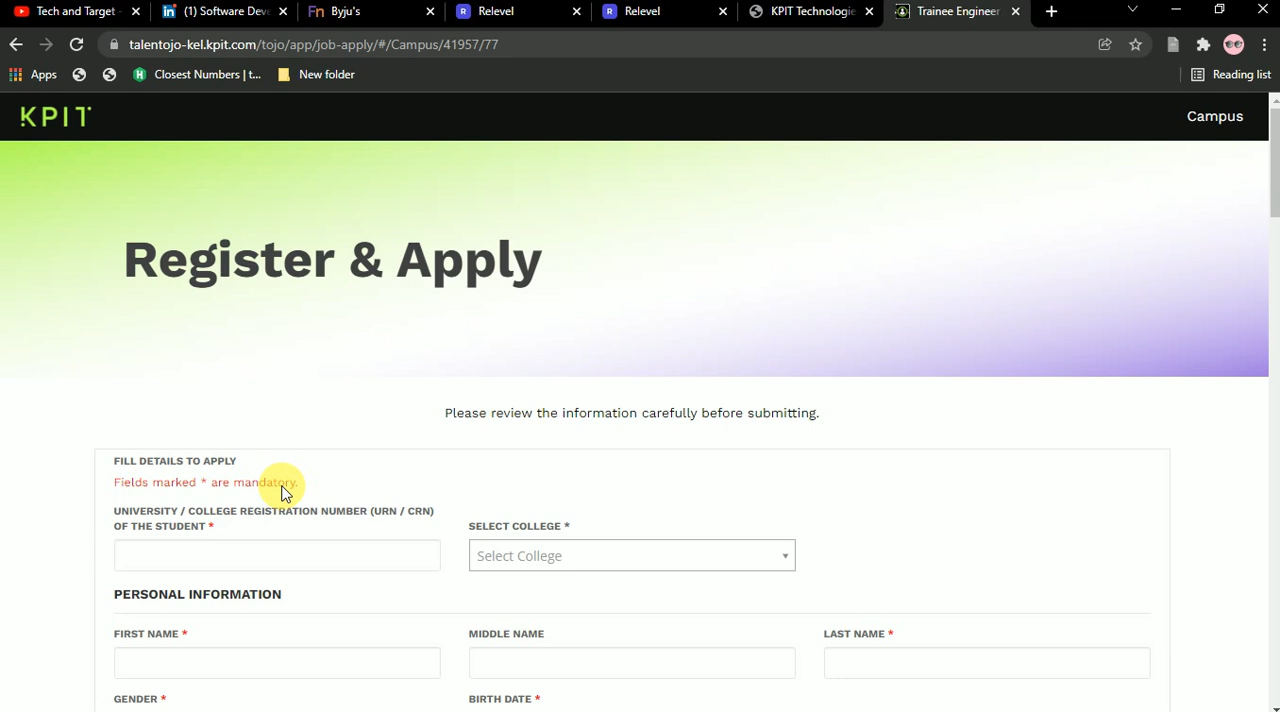 Tech and Target -
(1) Software Deve
Byju's
Relevel
Relevel
KPIT Technologie
Trainee Engineer
talentojo-kel.kpit.com/tojo/app/job-apply/#/Campus/41957/77
Apps
Closest Numbers | t...
New folder
Reading list
KPIT
Campus
Register & Apply
Please review the information carefully before submitting.
FILL DETAILS TO APPLY
Fields marked * are mandatory.
UNIVERSITY / COLLEGE REGISTRATION NUMBER (URN / CRN)
OF THE STUDENT *
SELECT COLLEGE *
Select College
PERSONAL INFORMATION
FIRST NAME *
MIDDLE NAME
LAST NAME *
GENDER *
BIRTH DATE *